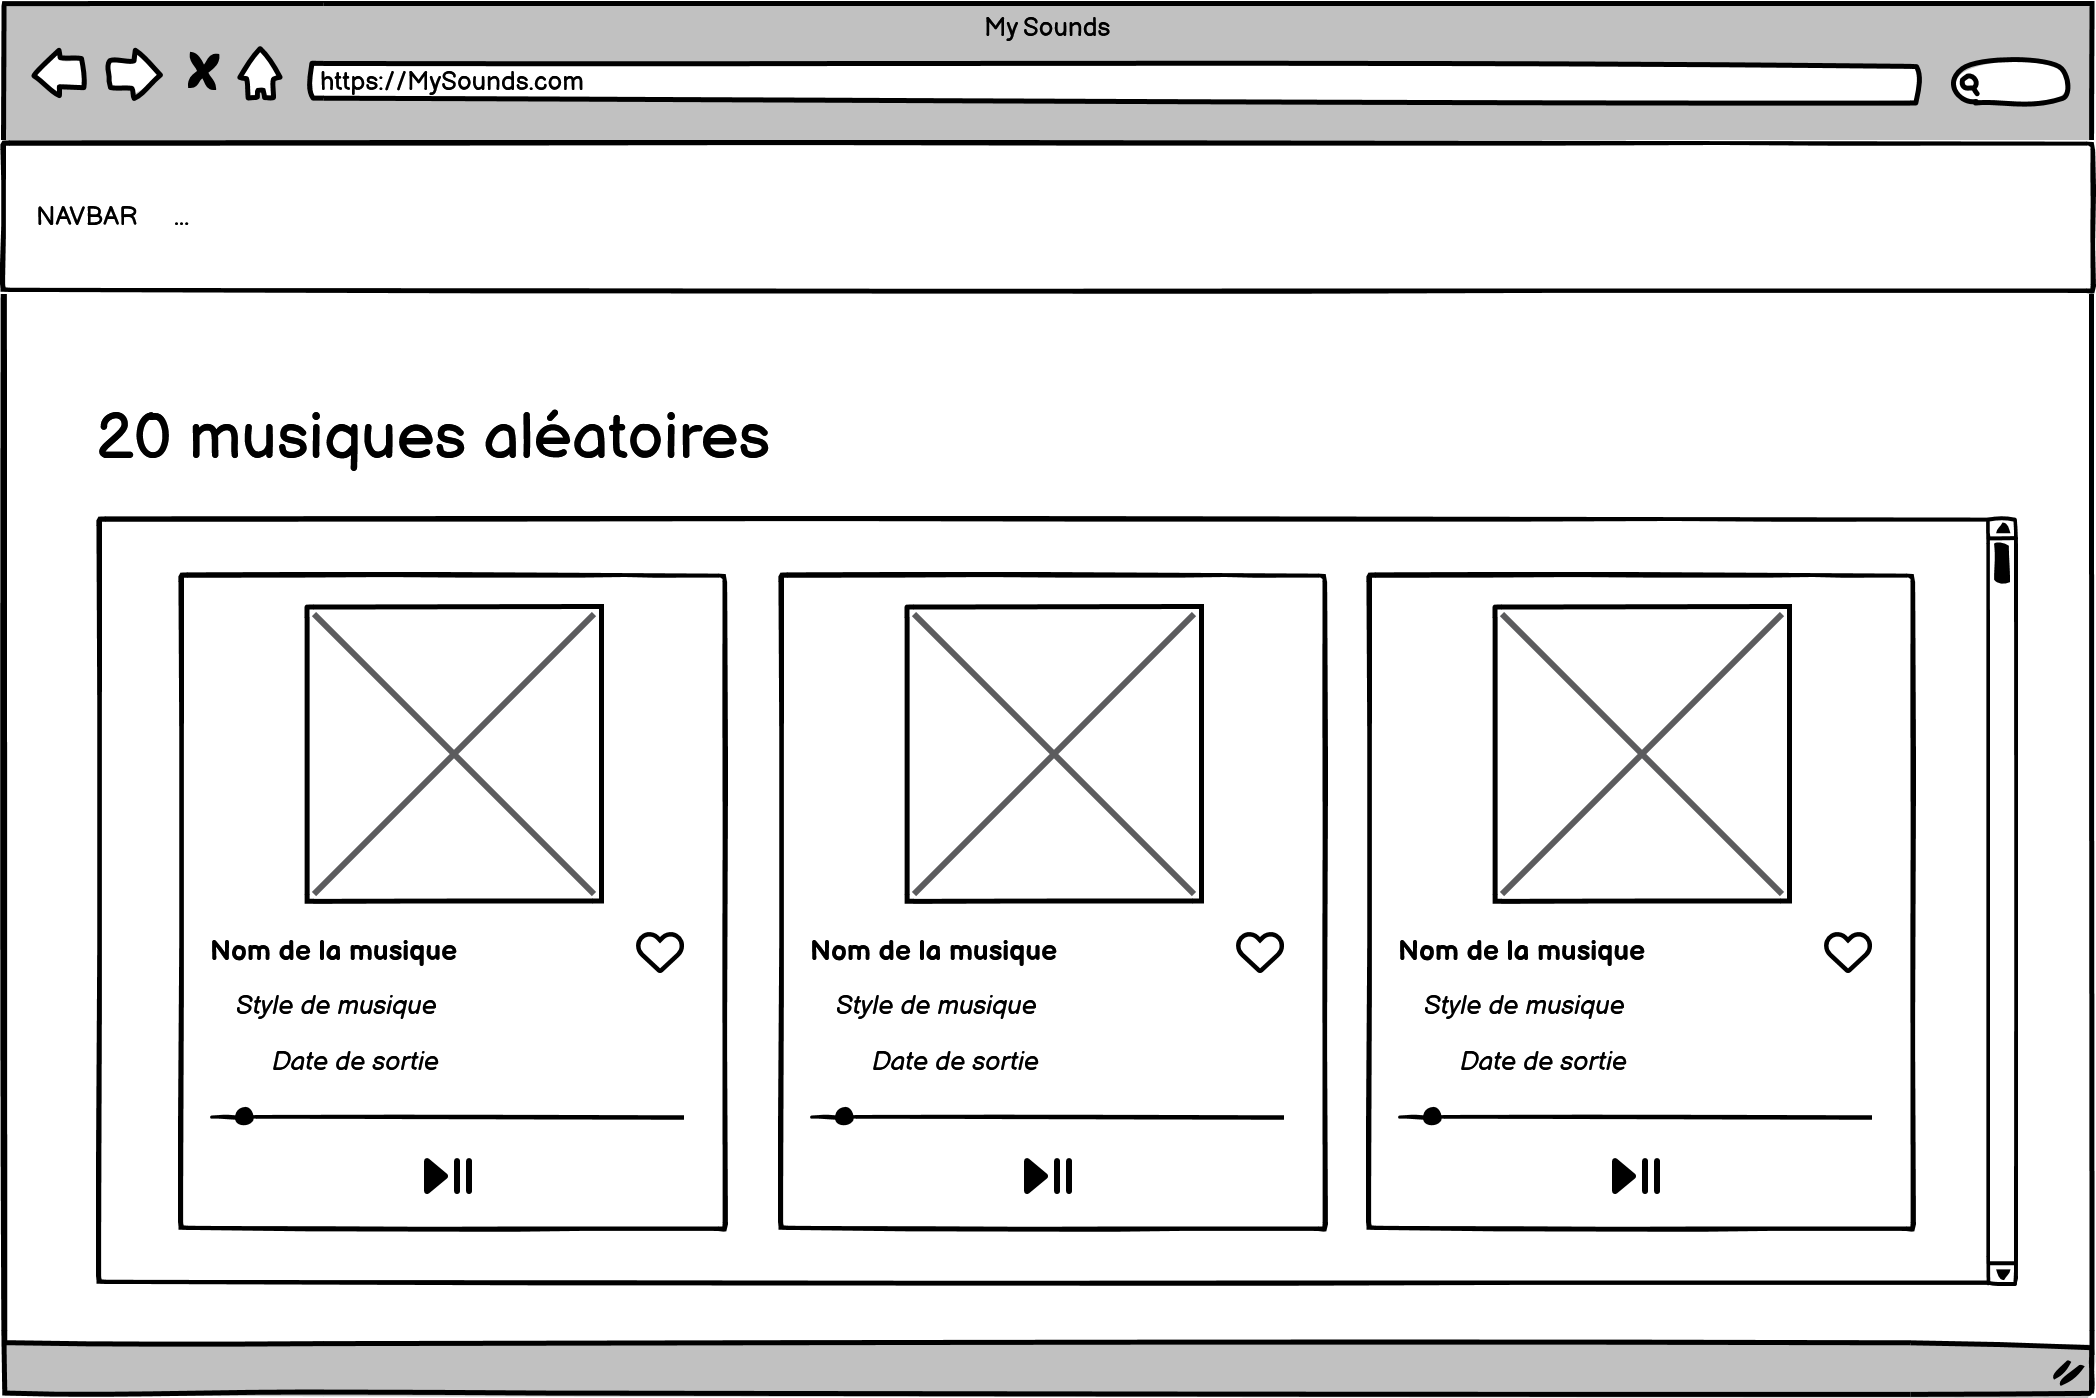 My Sounds
https://MySounds.com
NAVBAR ...
20 musiques aléatoires
Nom de la musique
Style de musique
Date de sortie
Nom de la musique
Style de musique
Date de sortie
Nom de la musique
Style de musique
Date de sortie